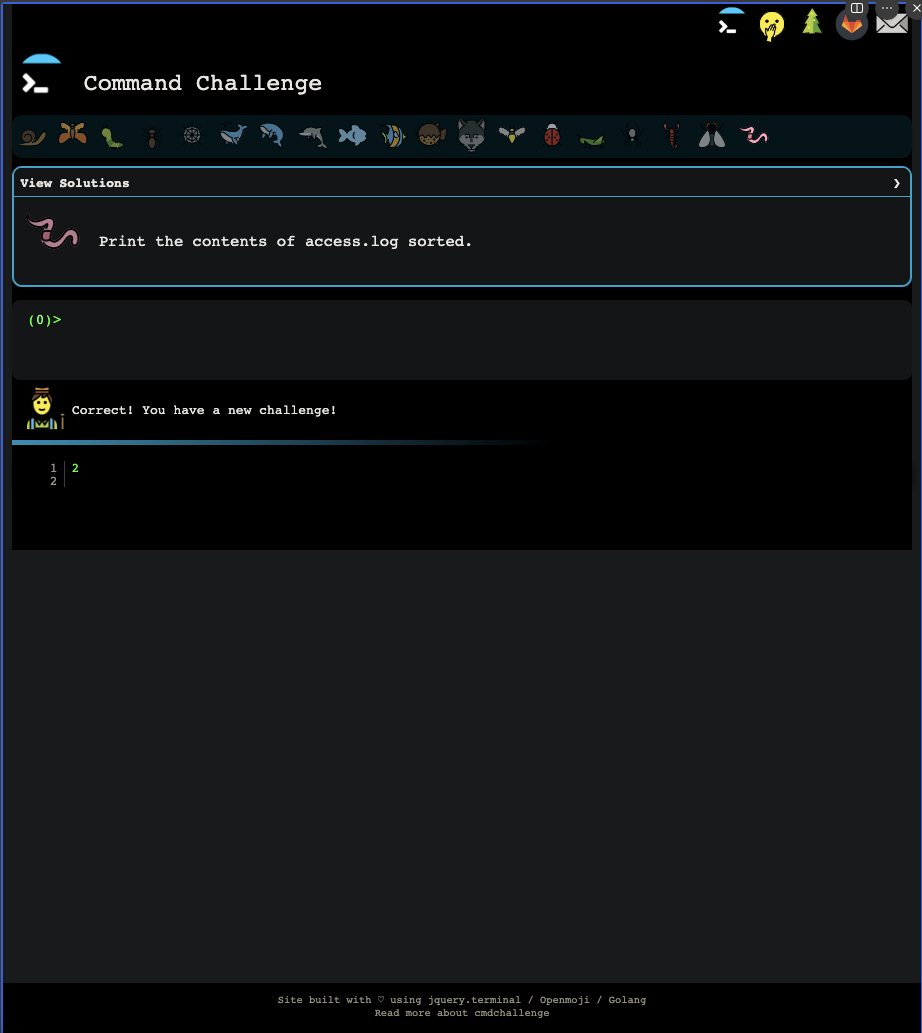 Command Challenge
View Solutions ❯
Print the contents of access.log sorted.
(0)>
Correct! You have a new challenge!
1 2
2
Site built with ♡ using jquery.terminal / Openmoji / Golang
Read more about cmdchallenge